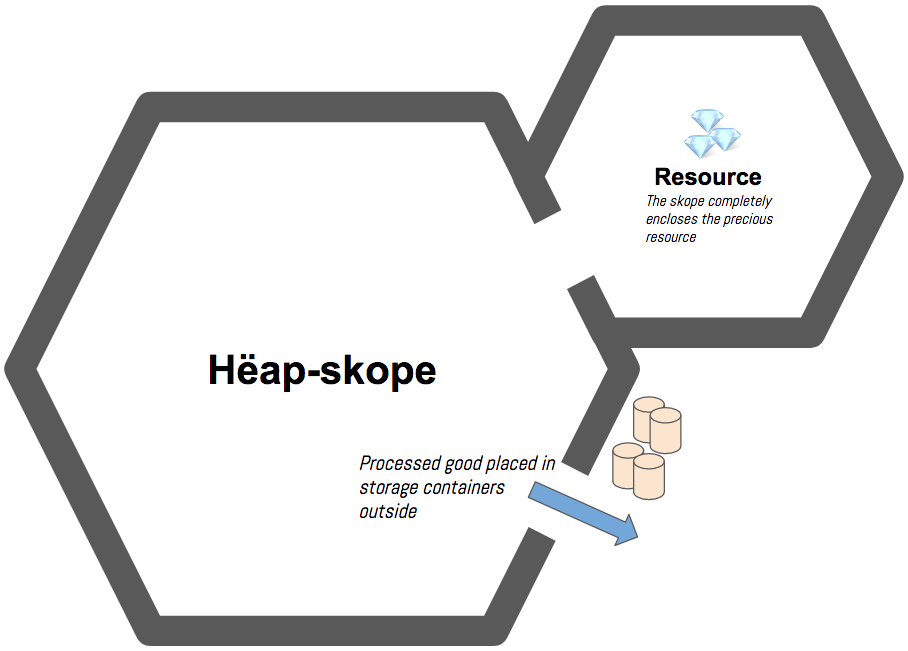 Resource
The skope completely
encloses the precious
resource
Hëap-skope
Processed good placed in
storage containers
outside